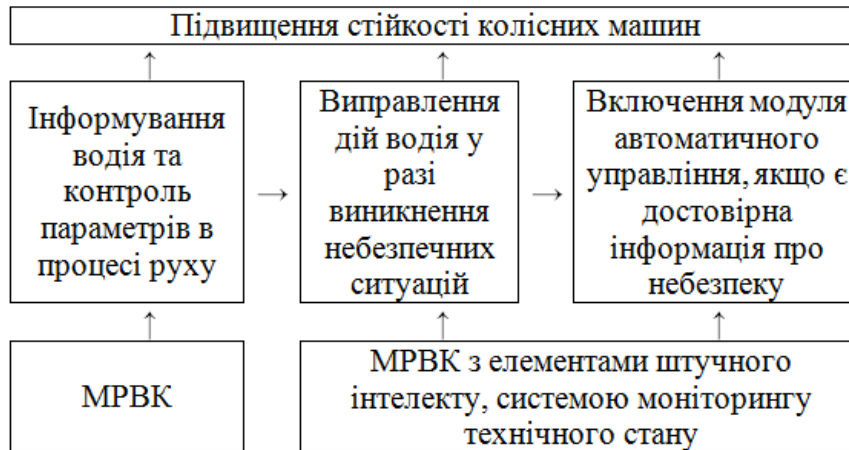 Підвищення стійкості колісних машин
Інформування
водія та
контроль
параметрів в
процесі руху
→
Виправлення
дій водія у
разі
виникнення
небезпечних
ситуацій
→
Включення модуля
автоматичного
управління, якщо є
достовірна
інформація про
небезпеку
МРВК
МРВК з елементами штучного
інтелекту, системою моніторингу
технічного стану